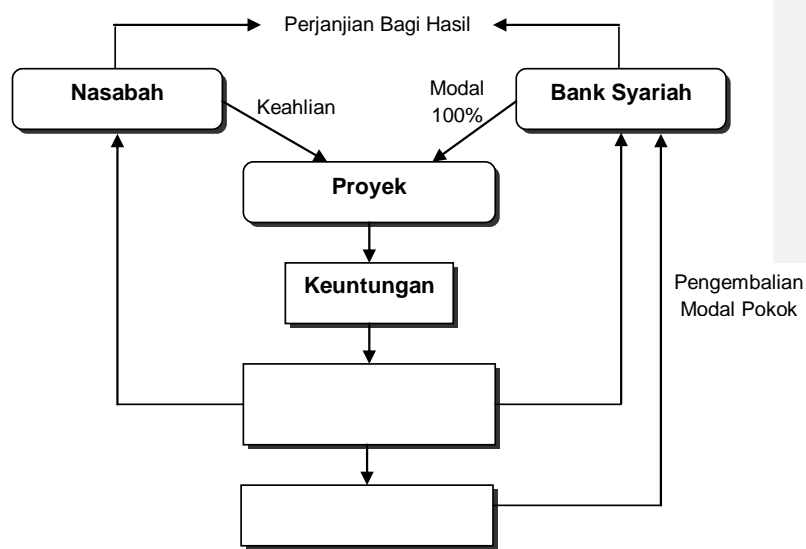 Perjanjian Bagi Hasil
Nasabah
Bank Syariah
Keahlian
Modal
100%
Proyek
Keuntungan
Pengembalian
Modal Pokok